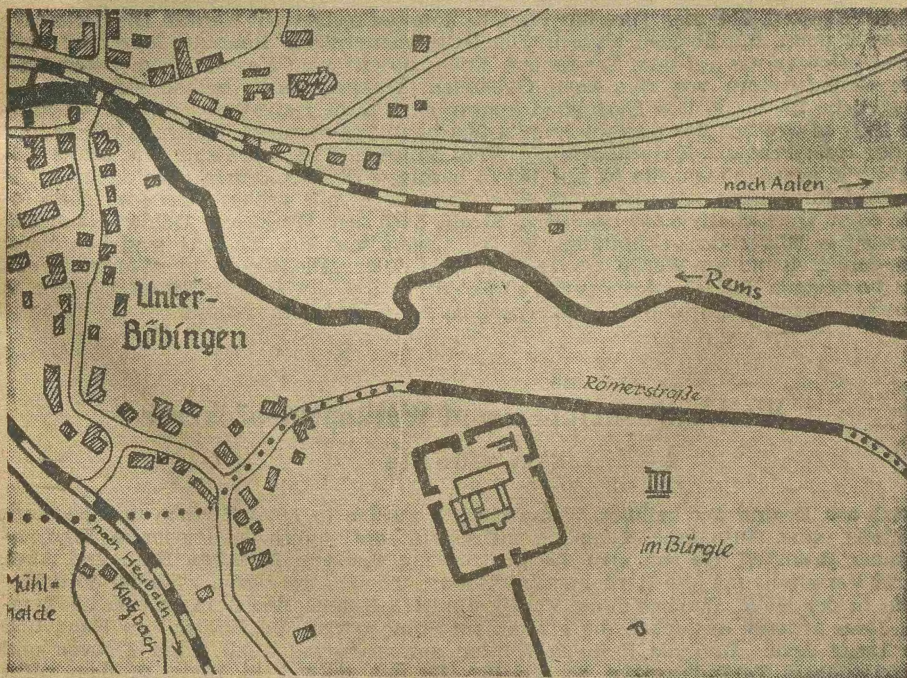 nach Aalen
Rems
Unter-
Böbingen
Römerstraße
im Bürgle
nach Heubach
Klotzbach
Mühl=
halde